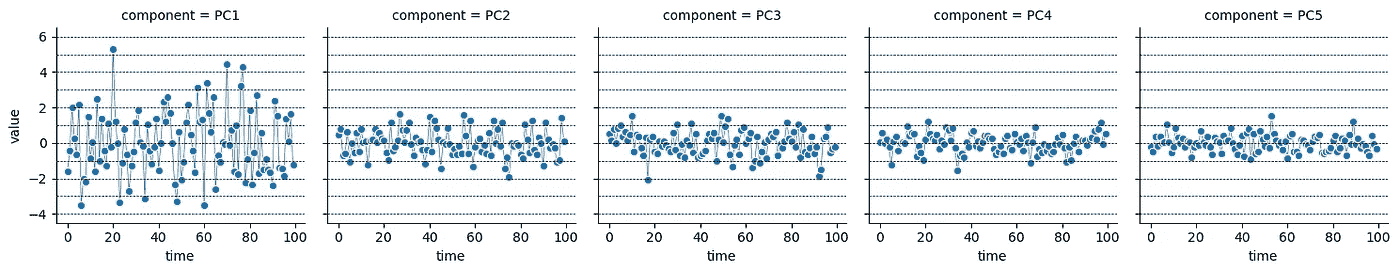 component = PC1 component = PC2 component = PC3 component = PC4 component = PC5
6
4
2
0
−2
−4
value
0 20 40 60 80 100 0 20 40 60 80 100 0 20 40 60 80 100 0 20 40 60 80 100 0 20 40 60 80 100
time time time time time